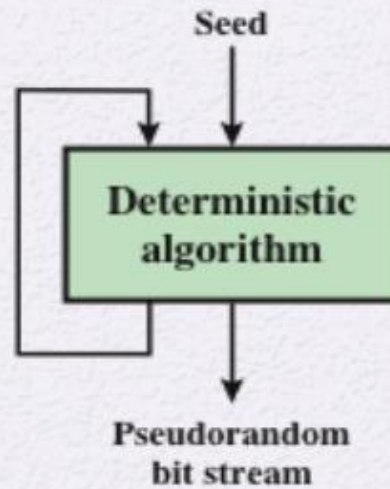 Seed
Deterministic
algorithm
Pseudorandom
bit stream